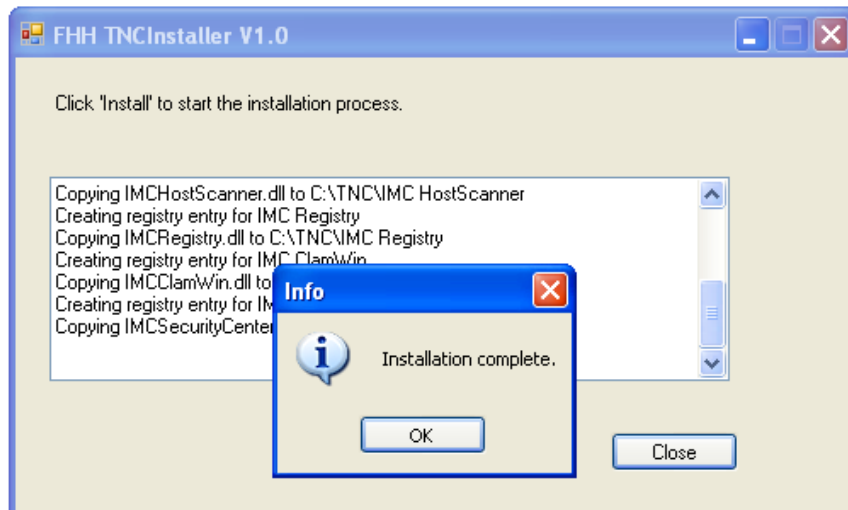 FHH TNCInstaller V1.0
Click 'Install' to start the installation process.
Copying IMCHostScanner.dll to C:\TNC\IMC HostScanner
Creating registry entry for IMC Registry
Copying IMCRegistry.dll to C:\TNC\IMC Registry
Creating registry entry for IMC ClamWin
Copying IMCClamWin.dll to
Creating registry entry for
Copying IMCSecurityCenter
Info
Installation complete.
OK
Close